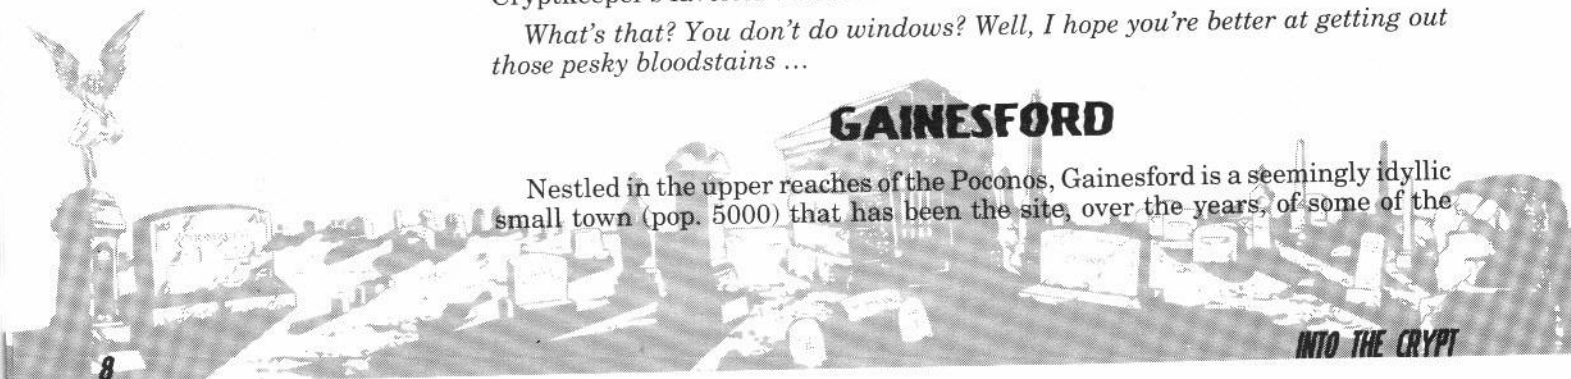 What's that? You don't do windows? Well, I hope you're better at getting out
those pesky bloodstains ...
GAINESFORD
Nestled in the upper reaches of the Poconos, Gainesford is a seemingly idyllic
small town (pop. 5000) that has been the site, over the years, of some of the
INTO THE CRYPT
8